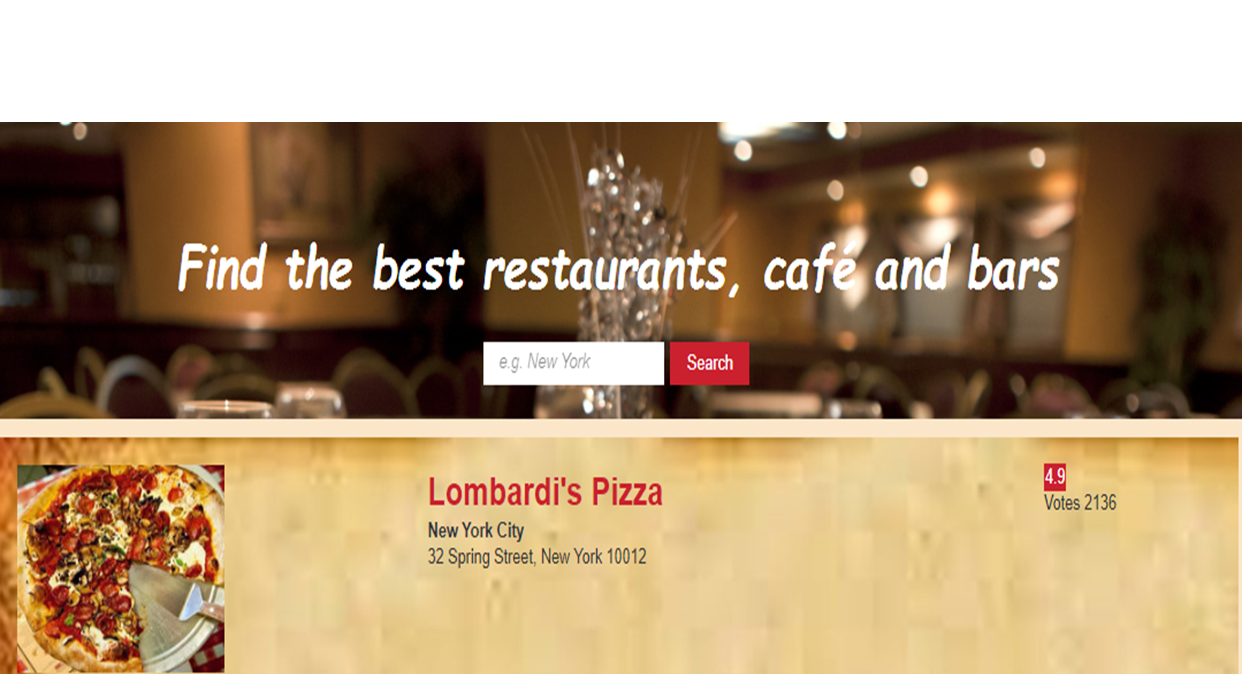 Find the best restaurants, café and bars
e.g. New York
Search
Lombardi's Pizza
New York City
32 Spring Street, New York 10012
4.9
Votes 2136